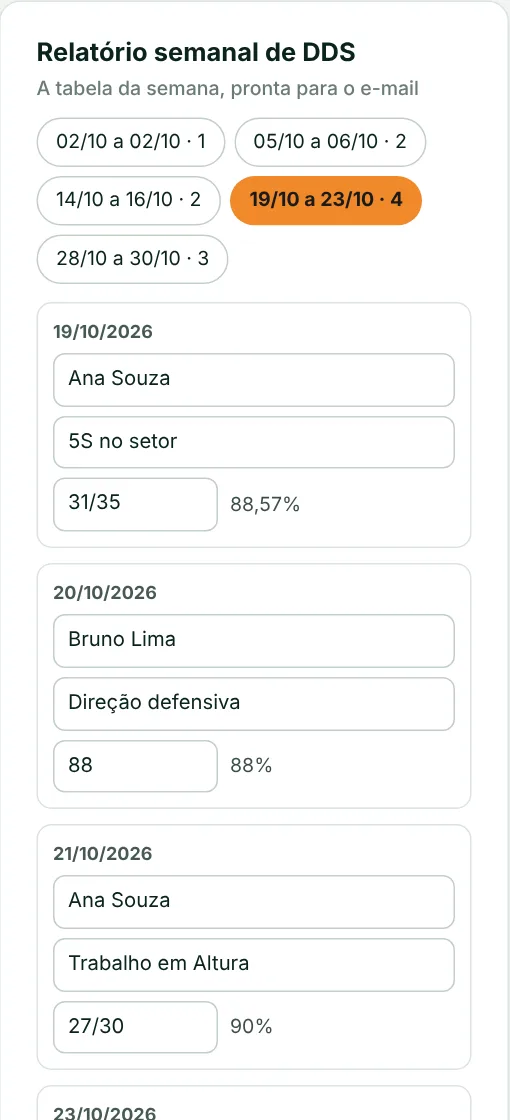 Relatório semanal de DDS
A tabela da semana, pronta para o e-mail
02/10 a 02/10 · 1
05/10 a 06/10 · 2
14/10 a 16/10 · 2
19/10 a 23/10 · 4
28/10 a 30/10 · 3
19/10/2026
Ana Souza
5S no setor
31/35
88,57%
20/10/2026
Bruno Lima
Direção defensiva
88
88%
21/10/2026
Ana Souza
Trabalho em Altura
27/30
90%
23/10/2026